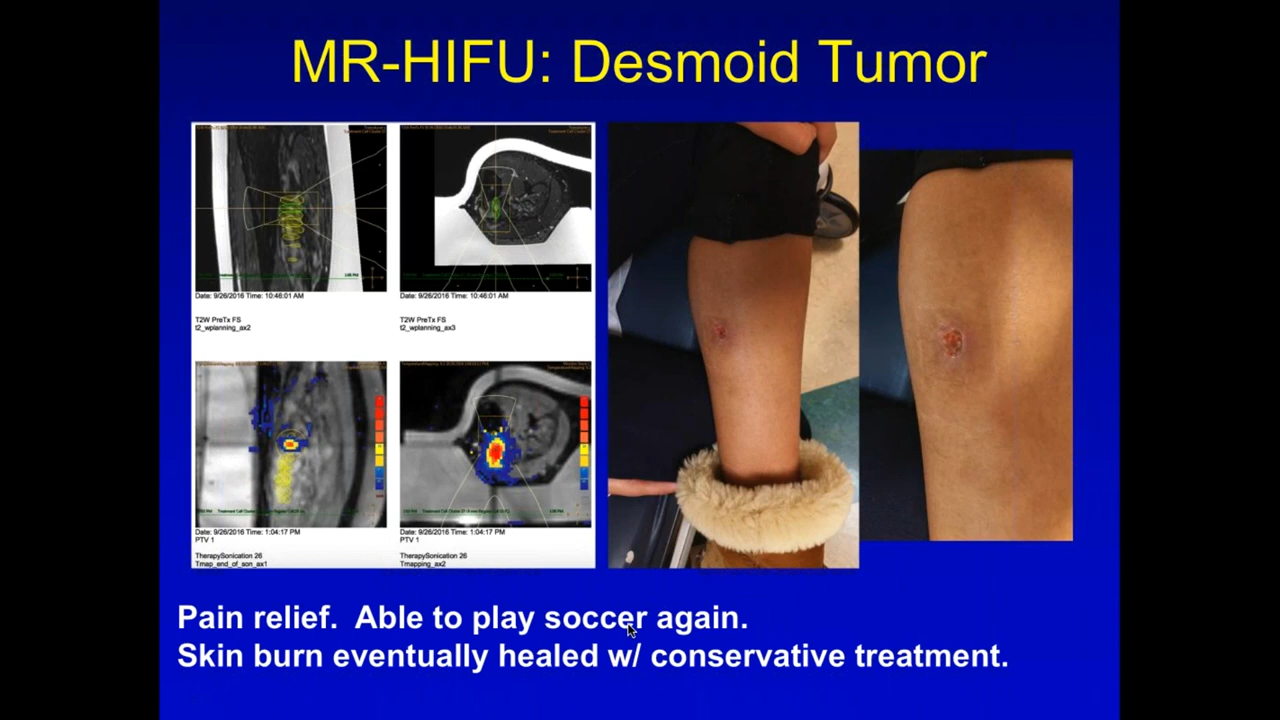 MR-HIFU: Desmoid Tumor
Date: 9/26/2016 Time: 10:46:01 AM
T2W PreTx FS
t2_wplanning_ax2
Date: 9/26/2016 Time: 10:46:01 AM
T2W PreTx FS
t2_wplanning_ax3
Date: 9/26/2016 Time: 1:04:17 PM
PTV 1
TherapySonication 26
Tmap_end_of_son_ax1
Date: 9/26/2016 Time: 1:04:17 PM
TherapySonication 26
Tmapping_ax2
Pain relief. Able to play soccer again.
Skin burn eventually healed w/ conservative treatment.